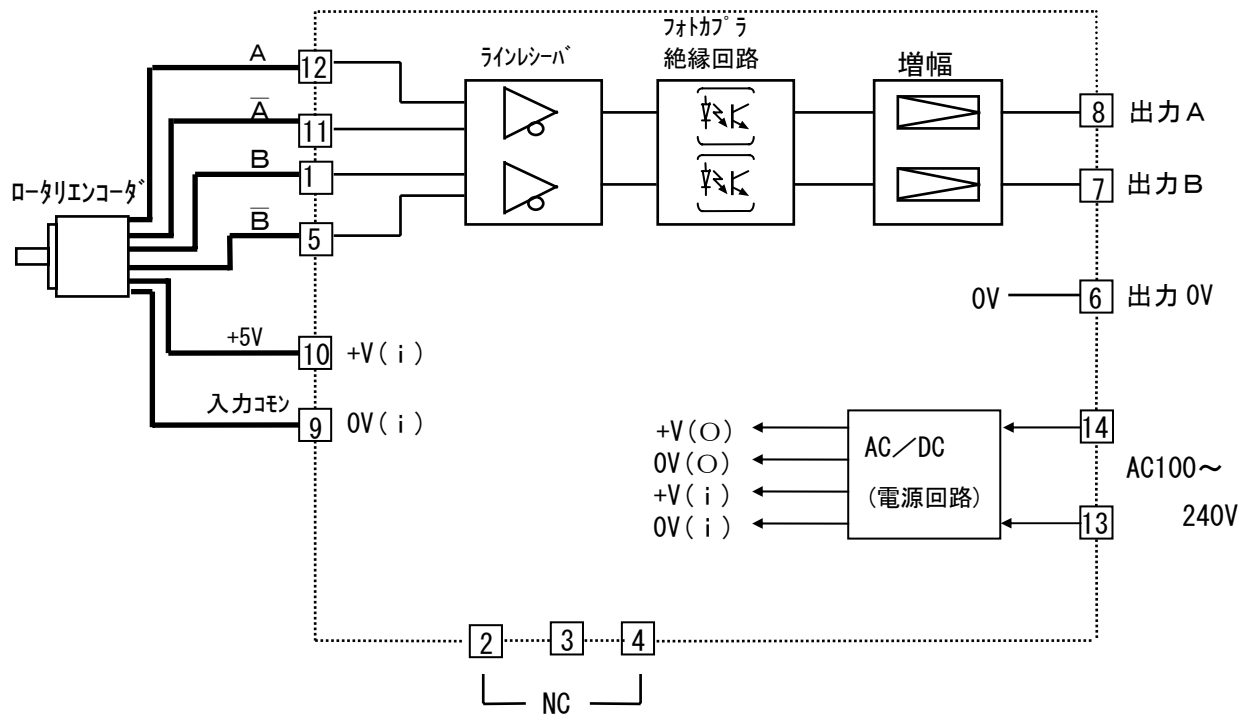 フォトカプラ
ラインレシーバ
絶縁回路
増幅
A
12
A̅
11
B
1
B̅
5
ロータリエンコーダ
8
出力A
7
出力B
0V
6
出力 0V
+5V
10
+V(i)
入力コモン
9
0V(i)
+V(O)
0V(O)
+V(i)
0V(i)
AC/DC
(電源回路)
14
13
AC100~
240V
2
3
4
NC